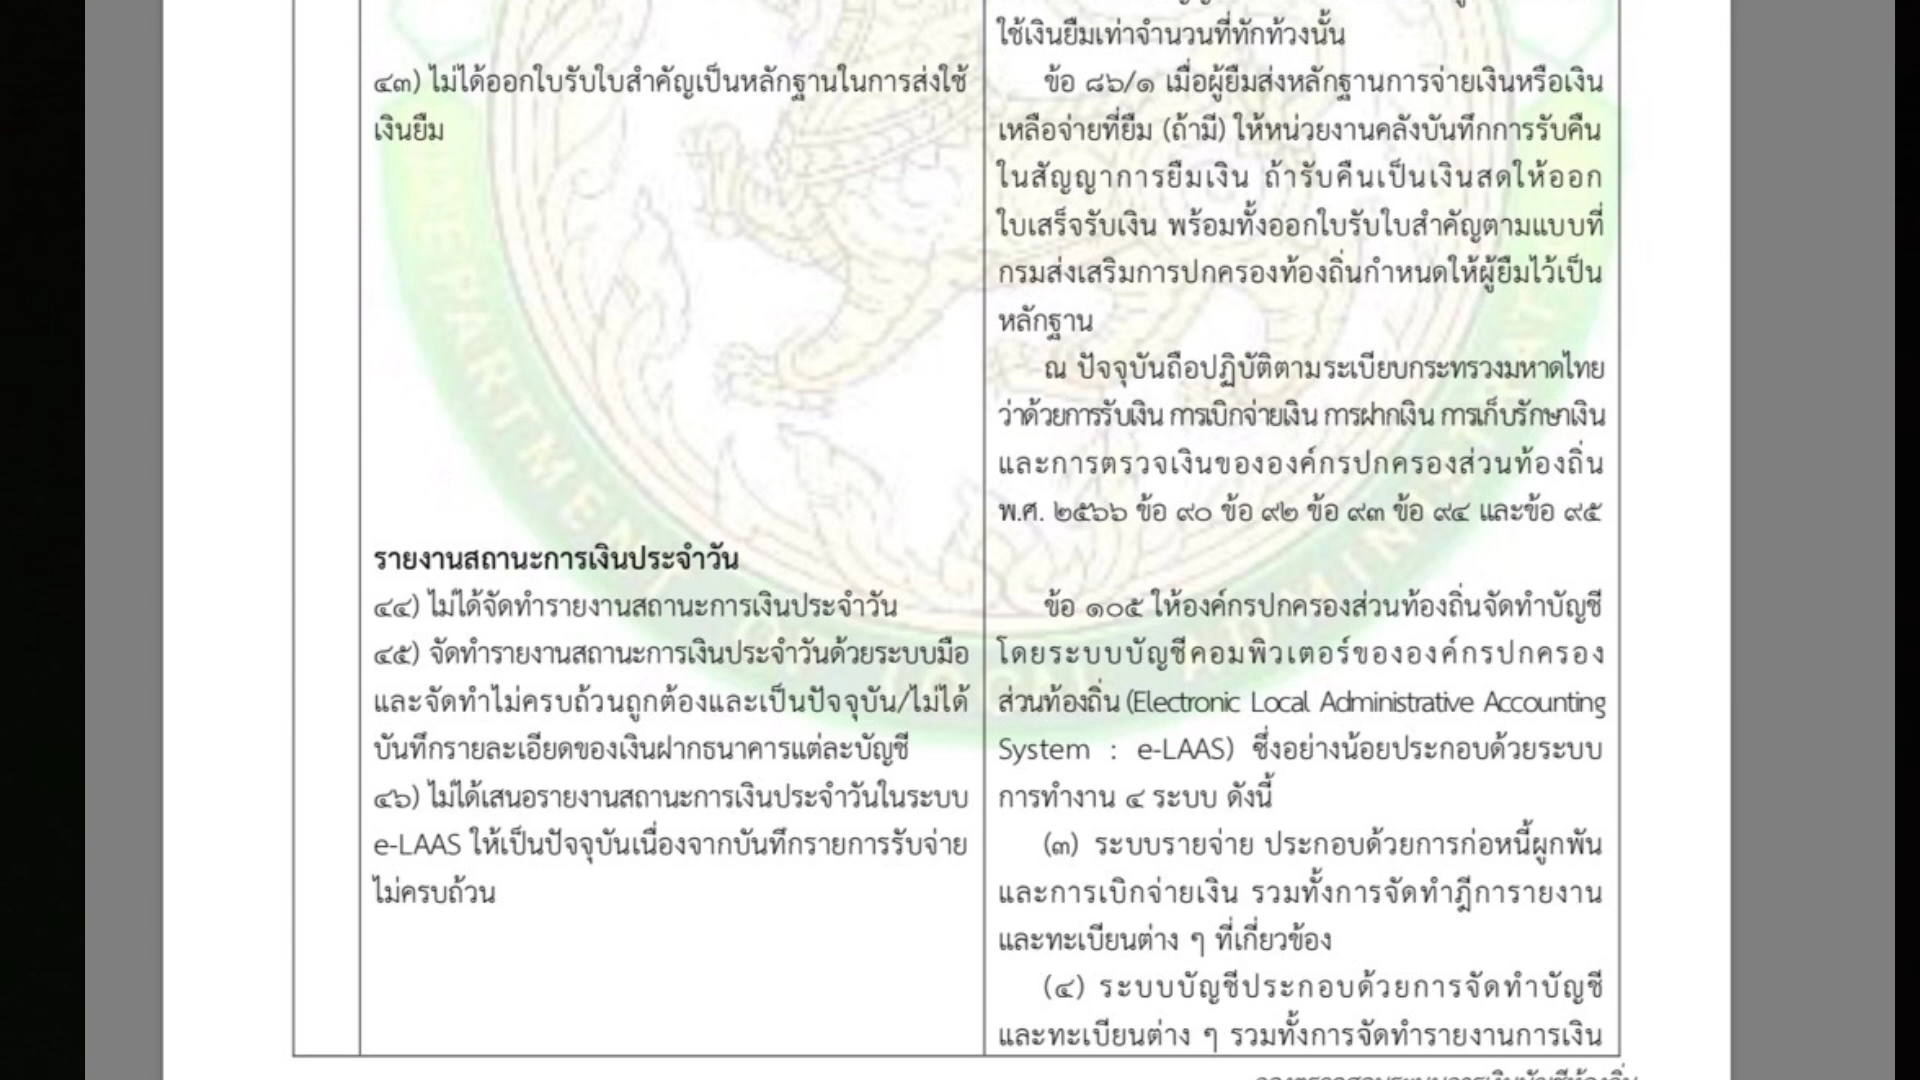 ใช้เงินยืมเท่าจำนวนที่ทักท้วงนั้น
๔๓) ไม่ได้ออกใบรับใบสำคัญเป็นหลักฐานในการส่งใช้
เงินยืม
ข้อ ๘๖/๑ เมื่อผู้ยืมส่งหลักฐานการจ่ายเงินหรือเงิน
เหลือจ่ายที่ยืม (ถ้ามี) ให้หน่วยงานคลังบันทึกการรับคืน
ในสัญญาการยืมเงิน ถ้ารับคืนเป็นเงินสดให้ออก
ใบเสร็จรับเงิน พร้อมทั้งออกใบรับใบสำคัญตามแบบที่
กรมส่งเสริมการปกครองท้องถิ่นกำหนดให้ผู้ยืมไว้เป็น
หลักฐาน
ณ ปัจจุบันถือปฏิบัติตามระเบียบกระทรวงมหาดไทย
ว่าด้วยการรับเงิน การเบิกจ่ายเงิน การฝากเงิน การเก็บรักษาเงิน
และการตรวจเงินขององค์กรปกครองส่วนท้องถิ่น
พ.ศ. ๒๕๖๖ ข้อ ๙๐ ข้อ ๙๒ ข้อ ๙๓ ข้อ ๙๔ และข้อ ๙๕
รายงานสถานะการเงินประจำวัน
๔๔) ไม่ได้จัดทำรายงานสถานะการเงินประจำวัน
๔๕) จัดทำรายงานสถานะการเงินประจำวันด้วยระบบมือ
และจัดทำไม่ครบถ้วนถูกต้องและเป็นปัจจุบัน/ไม่ได้
บันทึกรายละเอียดของเงินฝากธนาคารแต่ละบัญชี
๔๖) ไม่ได้เสนอรายงานสถานะการเงินประจำวันในระบบ
e-LAAS ให้เป็นปัจจุบันเนื่องจากบันทึกรายการรับจ่าย
ไม่ครบถ้วน
ข้อ ๑๐๕ ให้องค์กรปกครองส่วนท้องถิ่นจัดทำบัญชี
โดยระบบบัญชีคอมพิวเตอร์ขององค์กรปกครอง
ส่วนท้องถิ่น (Electronic Local Administrative Accounting
System : e-LAAS) ซึ่งอย่างน้อยประกอบด้วยระบบ
การทำงาน ๔ ระบบ ดังนี้
(๓) ระบบรายจ่าย ประกอบด้วยการก่อหนี้ผูกพัน
และการเบิกจ่ายเงิน รวมทั้งการจัดทำฎีการายงาน
และทะเบียนต่าง ๆ ที่เกี่ยวข้อง
(๔) ระบบบัญชีประกอบด้วยการจัดทำบัญชี
และทะเบียนต่าง ๆ รวมทั้งการจัดทำรายงานการเงิน